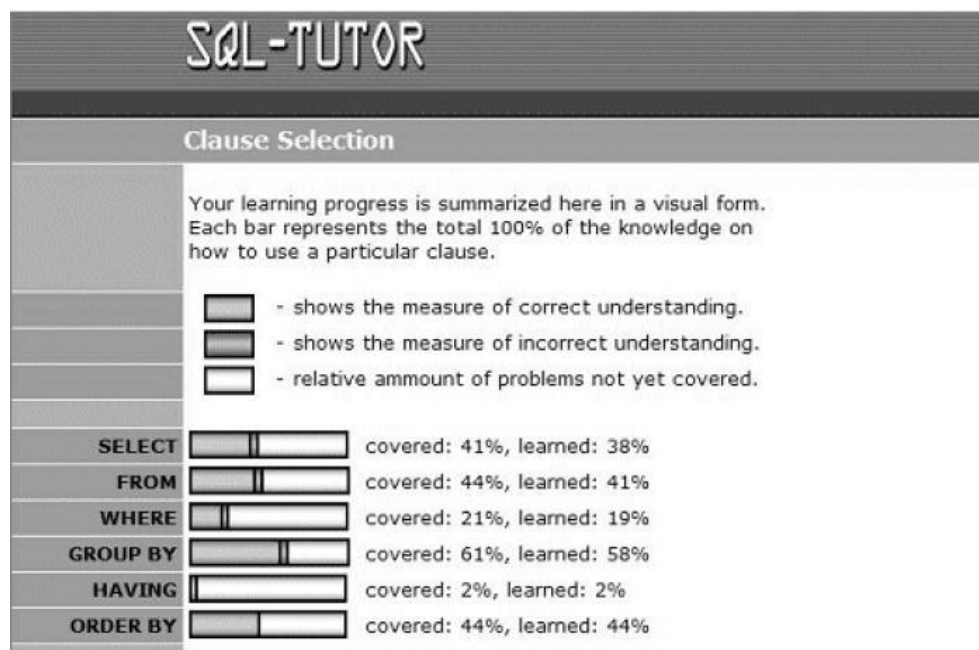 SQL-TUTOR
Clause Selection
Your learning progress is summarized here in a visual form.
Each bar represents the total 100% of the knowledge on
how to use a particular clause.
- shows the measure of correct understanding.
- shows the measure of incorrect understanding.
- relative ammount of problems not yet covered.
SELECT covered: 41%, learned: 38%
FROM covered: 44%, learned: 41%
WHERE covered: 21%, learned: 19%
GROUP BY covered: 61%, learned: 58%
HAVING covered: 2%, learned: 2%
ORDER BY covered: 44%, learned: 44%